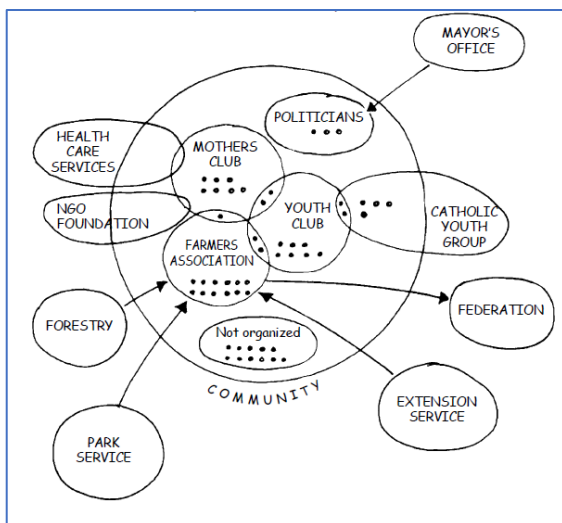 MAYOR'S
OFFICE
POLITICIANS
HEALTH
CARE
SERVICES
MOTHERS
CLUB
NGO
FOUNDATION
YOUTH
CLUB
CATHOLIC
YOUTH
GROUP
FARMERS
ASSOCIATION
FORESTRY
FEDERATION
Not organized
COMMUNITY
EXTENSION
SERVICE
PARK
SERVICE